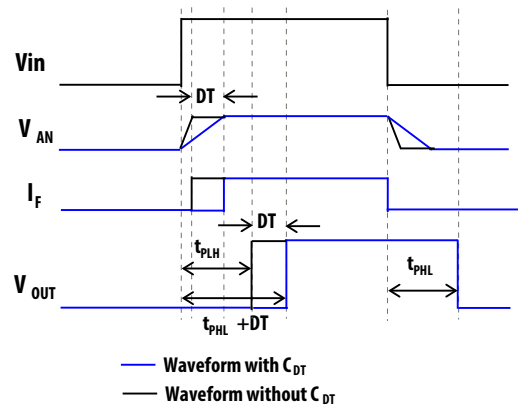 Vin
DT
V AN
I F
DT
t PLH
t PHL
V OUT
t PHL +DT
Waveform with C DT
Waveform without C DT